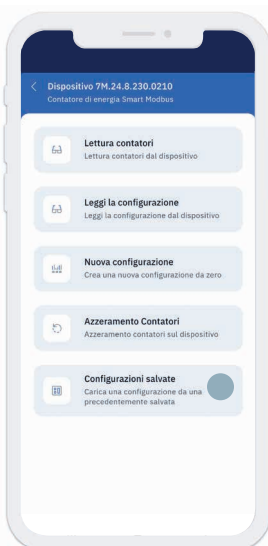 Dispositivo 7M.24.8.230.0210
Contatore di energia Smart Modbus
Lettura contatori
Lettura contatori dal dispositivo
Leggi la configurazione
Leggi la configurazione dal dispositivo
Nuova configurazione
Crea una nuova configurazione da zero
Azzeramento Contatori
Azzeramento contatori sul dispositivo
Configurazioni salvate
Carica una configurazione da una
precedentemente salvata